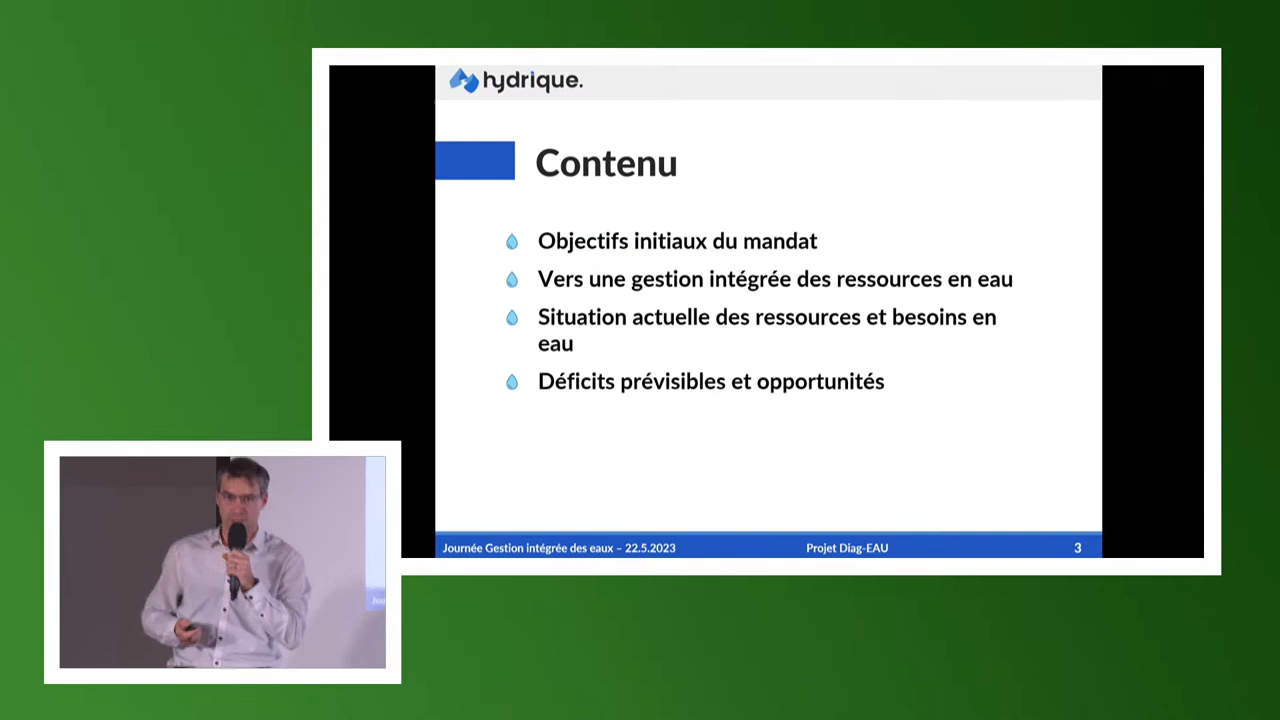 hydrique.
Contenu
Objectifs initiaux du mandat
Vers une gestion intégrée des ressources en eau
Situation actuelle des ressources et besoins en
eau
Déficits prévisibles et opportunités
Journée Gestion intégrée des eaux – 22.5.2023
Projet Diag-EAU
3